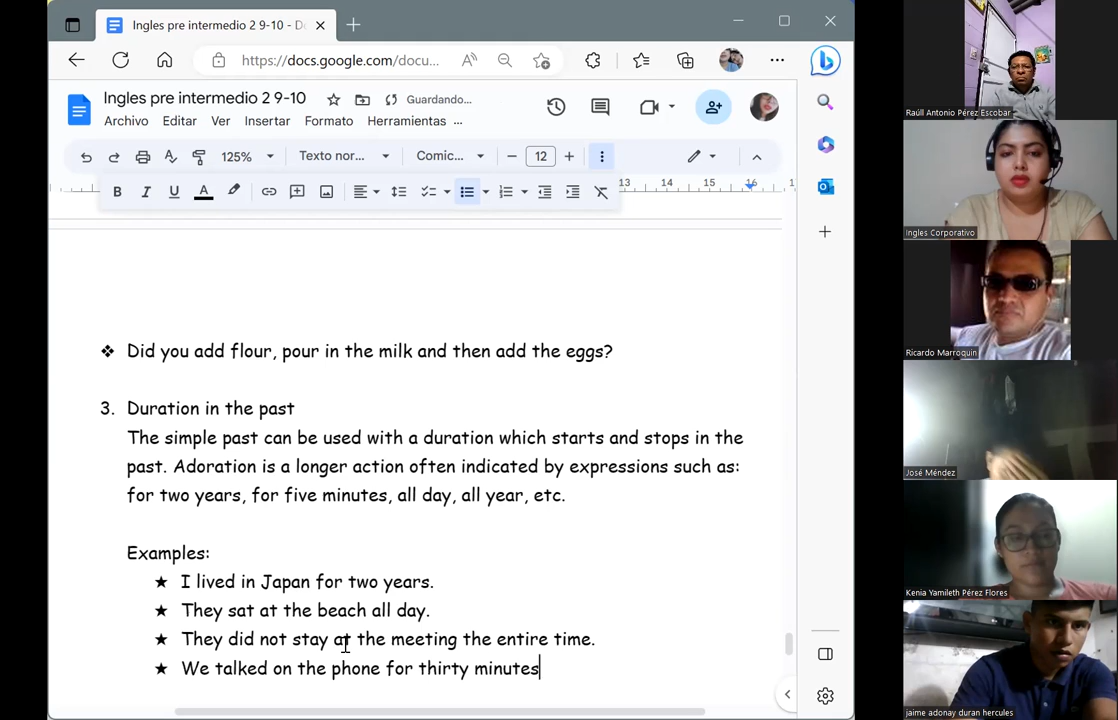 Ingles pre intermedio 2 9-10 - D
https://docs.google.com/docu...
Ingles pre intermedio 2 9-10
Guardando...
Archivo Editar Ver Insertar Formato Herramientas ...
125% Texto nor... Comic... 12
13 14 15 16 1
Did you add flour, pour in the milk and then add the eggs?
3. Duration in the past
The simple past can be used with a duration which starts and stops in the
past. Adoration is a longer action often indicated by expressions such as:
for two years, for five minutes, all day, all year, etc.
Examples:
★ I lived in Japan for two years.
★ They sat at the beach all day.
★ They did not stay at the meeting the entire time.
★ We talked on the phone for thirty minutes
Raúll Antonio Pérez Escobar
Ingles Corporativo
Ricardo Marroquin
José Méndez
Kenia Yamileth Pérez Flores
jaime adonay duran hercules